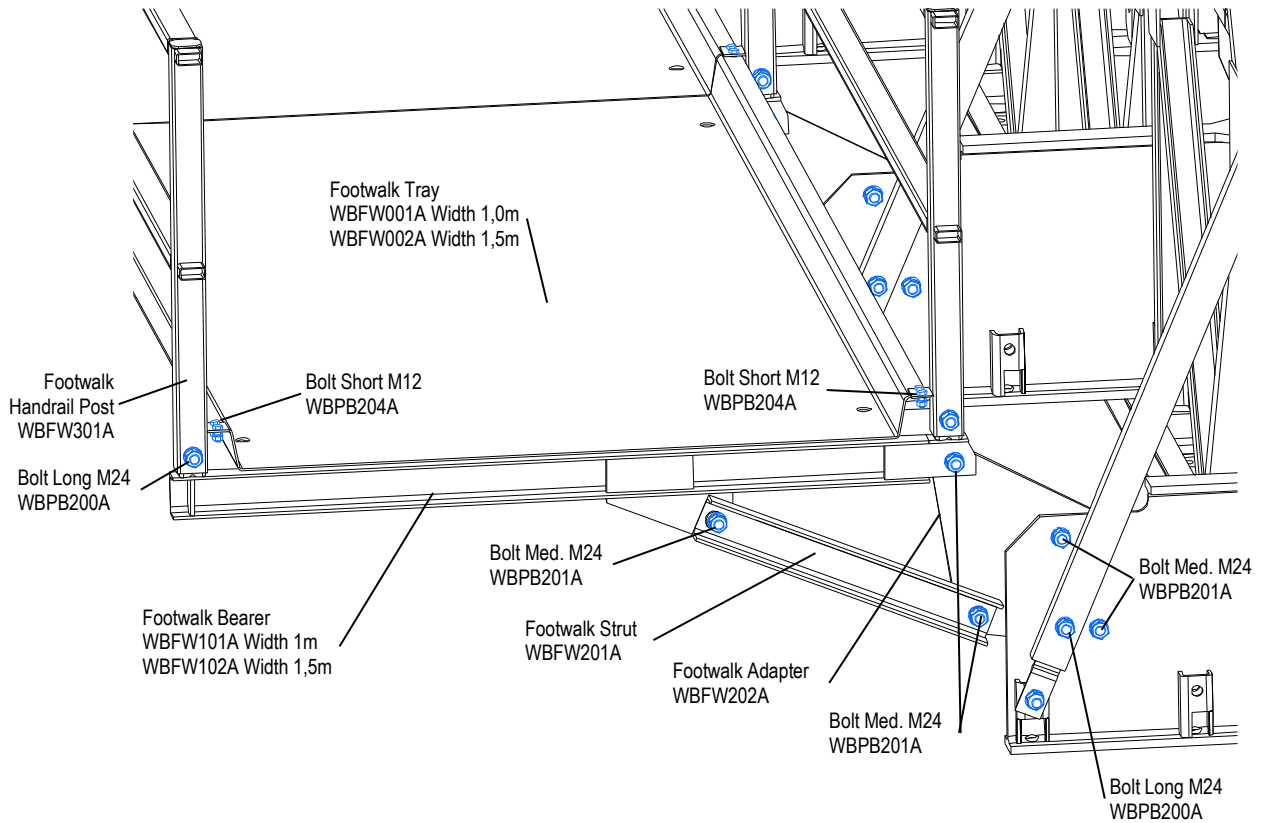 Footwalk Tray
WBFW001A Width 1,0m
WBFW002A Width 1,5m
Footwalk
Handrail Post
WBFW301A
Bolt Short M12
WBPB204A
Bolt Short M12
WBPB204A
Bolt Long M24
WBPB200A
Bolt Med. M24
WBPB201A
Bolt Med. M24
WBPB201A
Footwalk Bearer
WBFW101A Width 1m
WBFW102A Width 1,5m
Footwalk Strut
WBFW201A
Footwalk Adapter
WBFW202A
Bolt Med. M24
WBPB201A
Bolt Long M24
WBPB200A